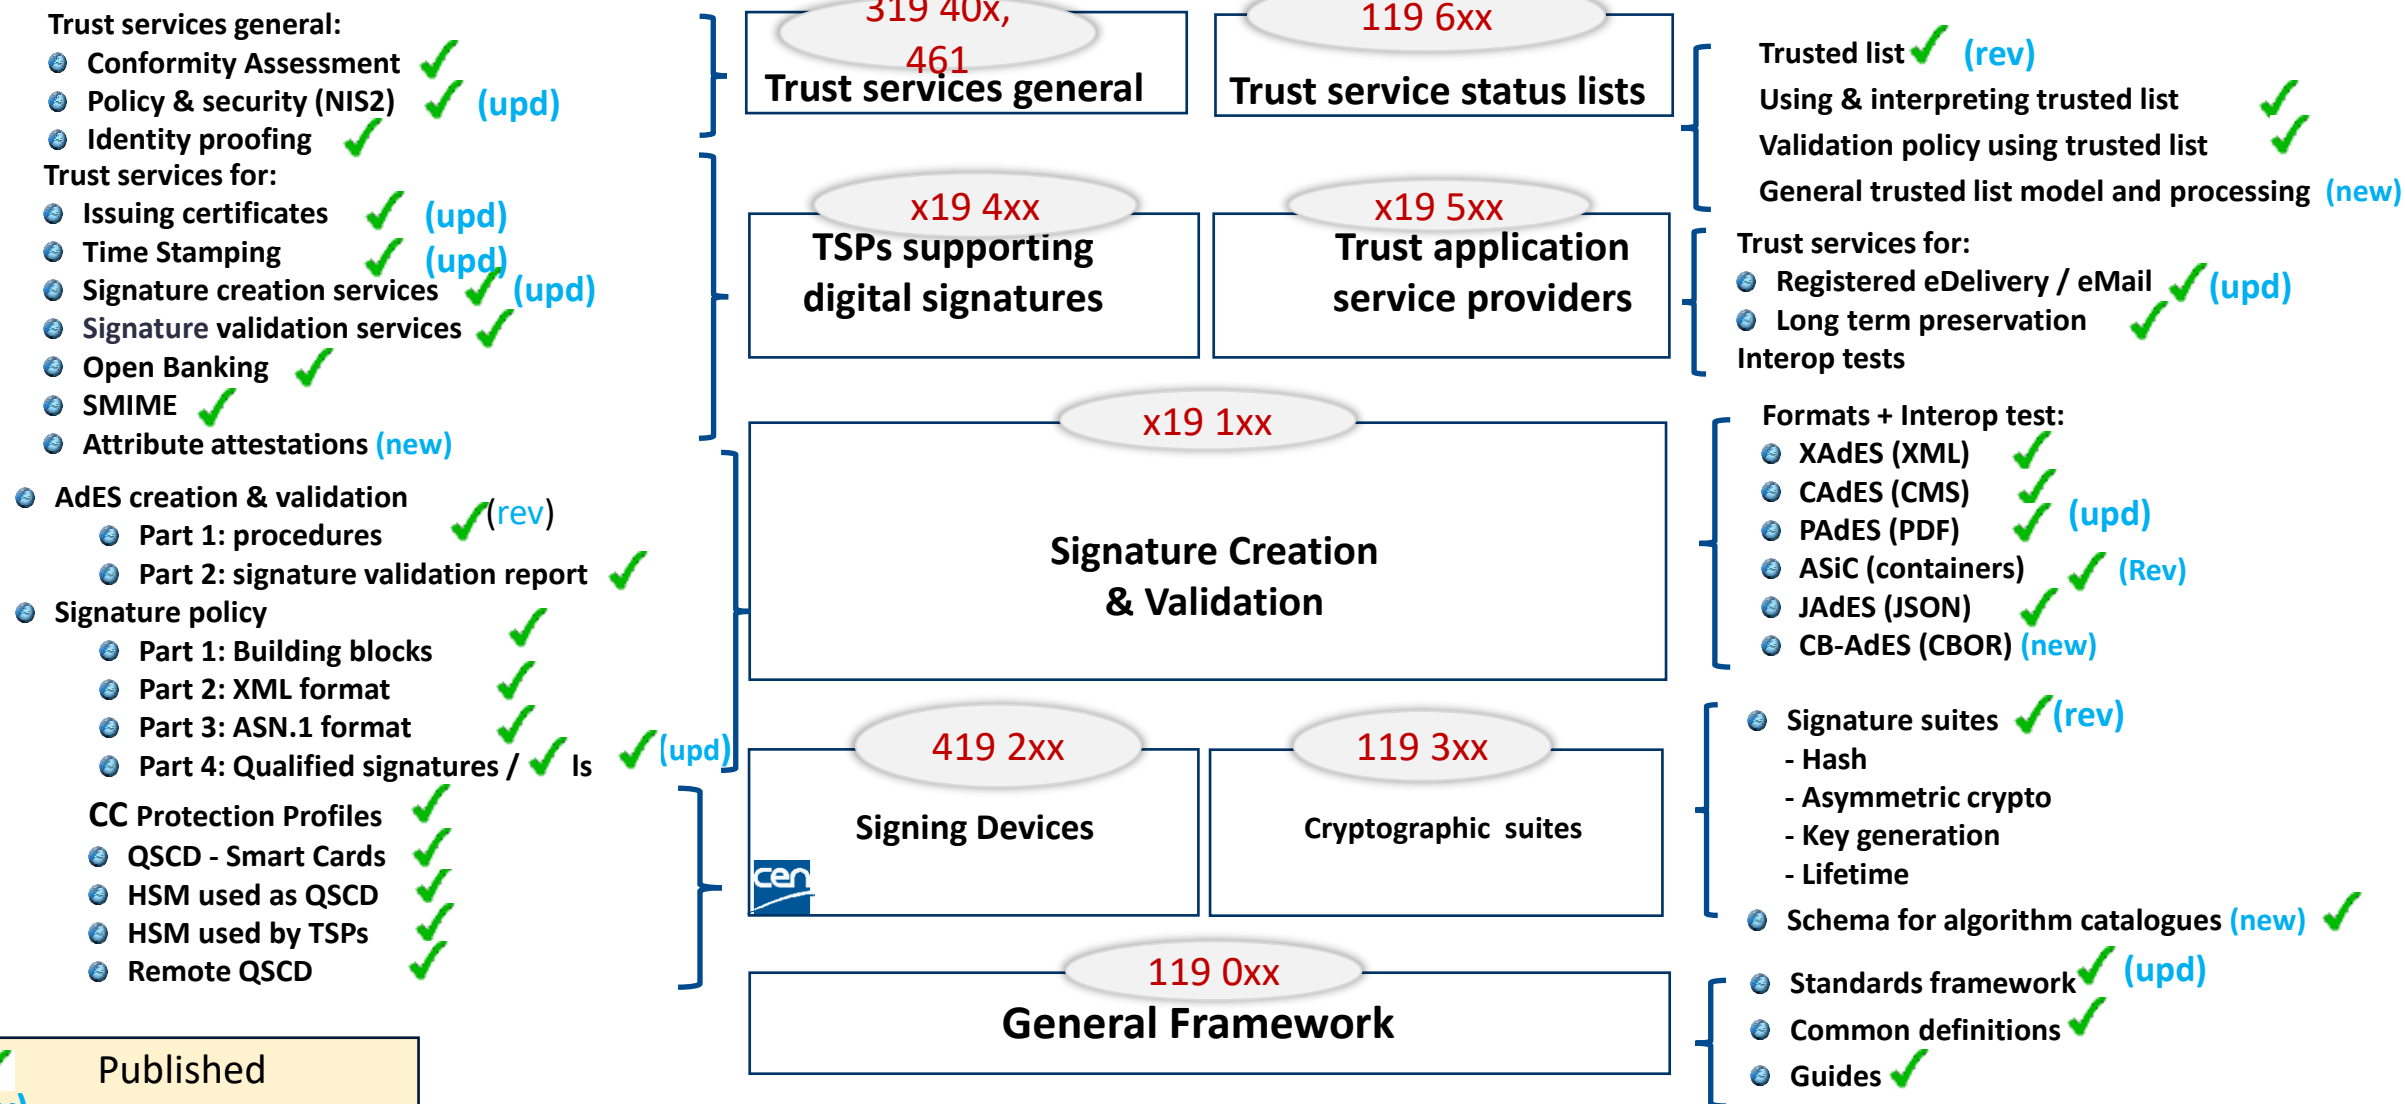 Trust services general:
Conformity Assessment
Policy & security (NIS2) (upd)
Identity proofing
Trust services for:
Issuing certificates (upd)
Time Stamping (upd)
Signature creation services (upd)
Signature validation services
Open Banking
SMIME
Attribute attestations (new)
AdES creation & validation
Part 1: procedures (rev)
Part 2: signature validation report
Signature policy
Part 1: Building blocks
Part 2: XML format
Part 3: ASN.1 format
Part 4: Qualified signatures / ls (upd)
CC Protection Profiles
QSCD - Smart Cards
HSM used as QSCD
HSM used by TSPs
Remote QSCD
Published
319 40x,
461
Trust services general
119 6xx
Trust service status lists
x19 4xx
TSPs supporting
digital signatures
x19 5xx
Trust application
service providers
x19 1xx
Signature Creation
& Validation
419 2xx
Signing Devices
cen
119 3xx
Cryptographic suites
119 0xx
General Framework
Trusted list (rev)
Using & interpreting trusted list
Validation policy using trusted list
General trusted list model and processing (new)
Trust services for:
Registered eDelivery / eMail (upd)
Long term preservation
Interop tests
Formats + Interop test:
XAdES (XML)
CAdES (CMS)
PAdES (PDF) (upd)
ASiC (containers) (Rev)
JAdES (JSON)
CB-AdES (CBOR) (new)
Signature suites (rev)
- Hash
- Asymmetric crypto
- Key generation
- Lifetime
Schema for algorithm catalogues (new)
Standards framework (upd)
Common definitions
Guides